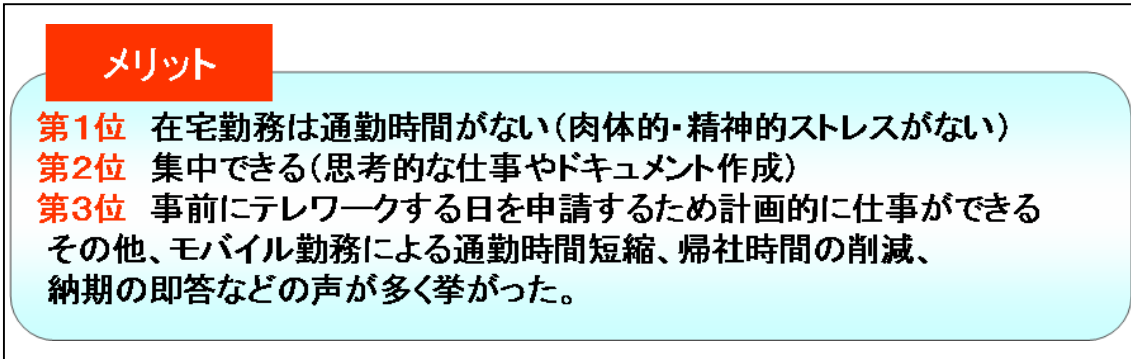 メリット
第1位 在宅勤務は通勤時間がない(肉体的・精神的ストレスがない)
第2位 集中できる(思考的な仕事やドキュメント作成)
第3位 事前にテレワークする日を申請するため計画的に仕事ができる
その他、モバイル勤務による通勤時間短縮、帰社時間の削減、
納期の即答などの声が多く挙がった。